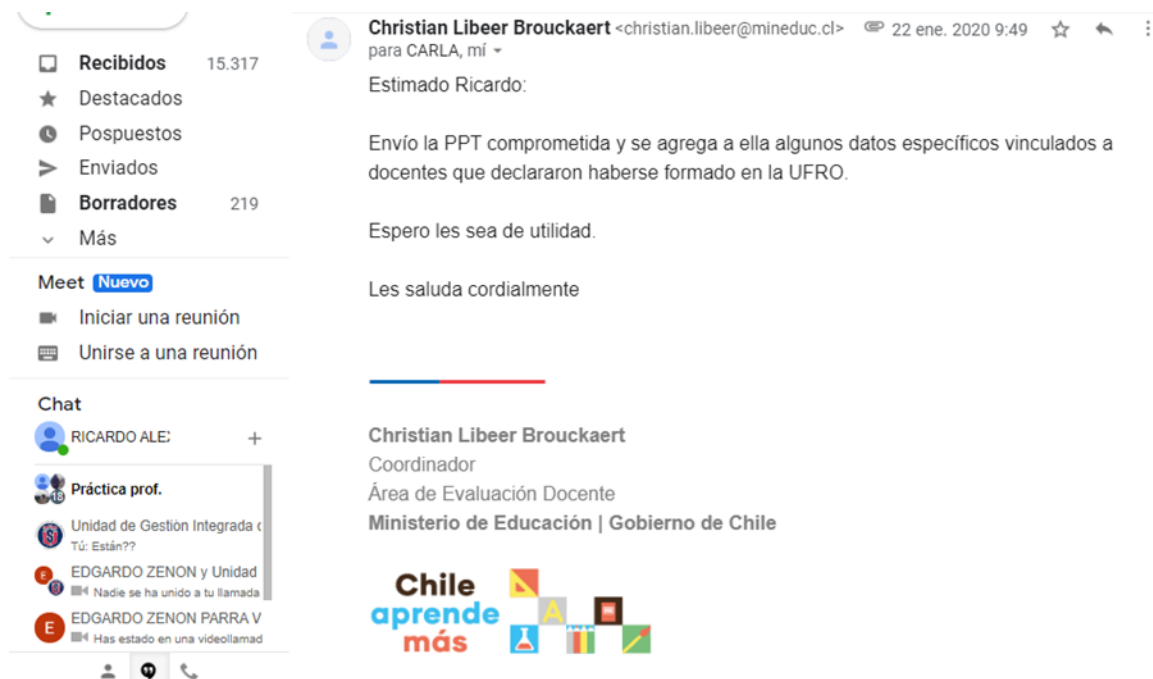 Recibidos 15.317
Destacados
Pospuestos
Enviados
Borradores 219
Más
Meet Nuevo
Iniciar una reunión
Unirse a una reunión
Chat
RICARDO ALE
Práctica prof.
18
Unidad de Gestión Integrada
Tú: Están??
EDGARDO ZENON y Unidad
Nadie se ha unido a tu llamada
EDGARDO ZENON PARRA V
Has estado en una videollamad
Christian Libeer Brouckaert <christian.libeer@mineduc.cl> 22 ene. 2020 9:49
para CARLA, mí
Estimado Ricardo:
Envío la PPT comprometida y se agrega a ella algunos datos específicos vinculados a
docentes que declararon haberse formado en la UFRO.
Espero les sea de utilidad.
Les saluda cordialmente
Christian Libeer Brouckaert
Coordinador
Área de Evaluación Docente
Ministerio de Educación | Gobierno de Chile
Chile
aprende
más